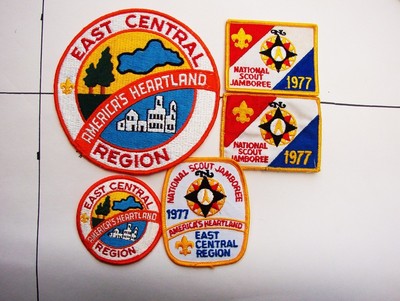 EAST CENTRAL
AMERICA'S HEARTLAND
REGION
NATIONAL
SCOUT
JAMBOREE
1977
NATIONAL
SCOUT
JAMBOREE
1977
EAST CENTRAL
AMERICA'S HEARTLAND
REGION
NATIONAL SCOUT JAMBOREE
1977
AMERICA'S HEARTLAND
EAST
CENTRAL
REGION